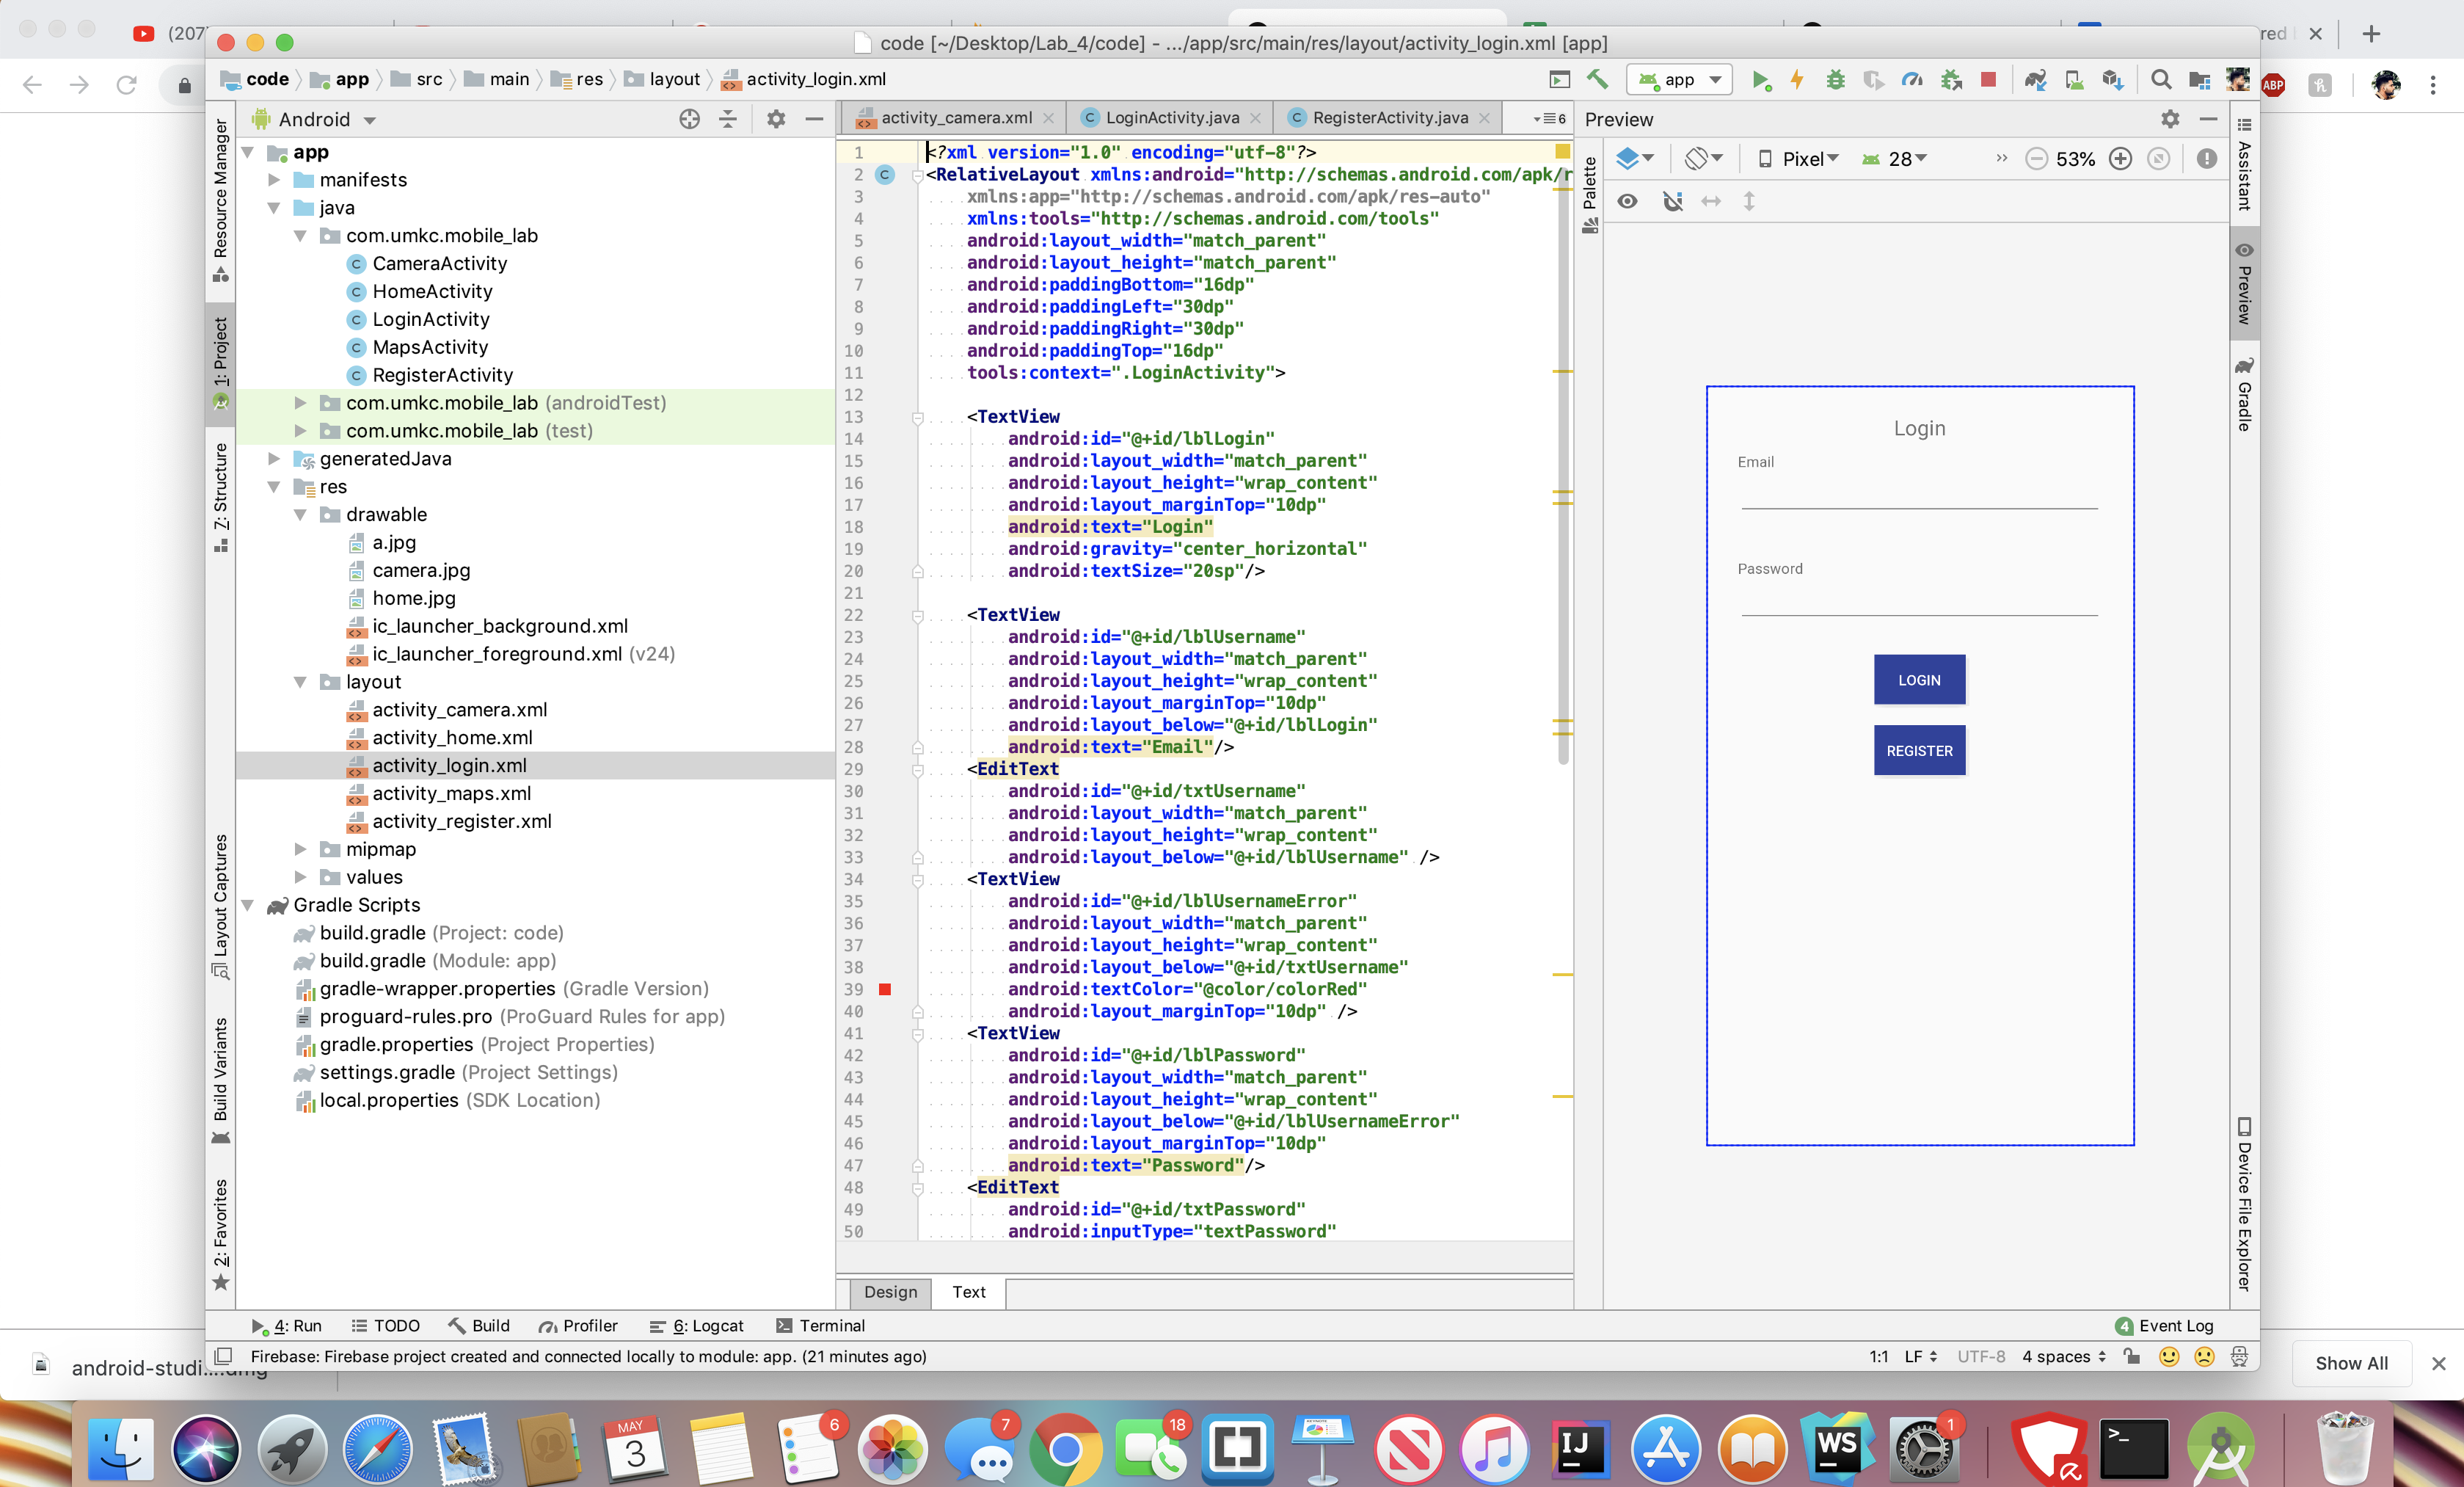 (207
red
code [~/Desktop/Lab_4/code] - .../app/src/main/res/layout/activity_login.xml [app]
code app src main res layout activity_login.xml
app
ABP
Android
activity_camera.xml
LoginActivity.java
RegisterActivity.java
6
Preview
Pixel
28
53%
Resource Manager
1: Project
7: Structure
Layout Captures
Build Variants
2: Favorites
app
manifests
java
com.umkc.mobile_lab
CameraActivity
HomeActivity
LoginActivity
MapsActivity
RegisterActivity
com.umkc.mobile_lab (androidTest)
com.umkc.mobile_lab (test)
generatedJava
res
drawable
a.jpg
camera.jpg
home.jpg
ic_launcher_background.xml
ic_launcher_foreground.xml (v24)
layout
activity_camera.xml
activity_home.xml
activity_login.xml
activity_maps.xml
activity_register.xml
mipmap
values
Gradle Scripts
build.gradle (Project: code)
build.gradle (Module: app)
gradle-wrapper.properties (Gradle Version)
proguard-rules.pro (ProGuard Rules for app)
gradle.properties (Project Properties)
settings.gradle (Project Settings)
local.properties (SDK Location)
1 <?xml version="1.0" encoding="utf-8"?>
2 <RelativeLayout xmlns:android="http://schemas.android.com/apk/r
3 xmlns:app="http://schemas.android.com/apk/res-auto"
4 xmlns:tools="http://schemas.android.com/tools"
5 android:layout_width="match_parent"
6 android:layout_height="match_parent"
7 android:paddingBottom="16dp"
8 android:paddingLeft="30dp"
9 android:paddingRight="30dp"
10 android:paddingTop="16dp"
11 tools:context=".LoginActivity">
12
13 <TextView
14 android:id="@+id/lblLogin"
15 android:layout_width="match_parent"
16 android:layout_height="wrap_content"
17 android:layout_marginTop="10dp"
18 android:text="Login"
19 android:gravity="center_horizontal"
20 android:textSize="20sp"/>
21
22 <TextView
23 android:id="@+id/lblUsername"
24 android:layout_width="match_parent"
25 android:layout_height="wrap_content"
26 android:layout_marginTop="10dp"
27 android:layout_below="@+id/lblLogin"
28 android:text="Email"/>
29 <EditText
30 android:id="@+id/txtUsername"
31 android:layout_width="match_parent"
32 android:layout_height="wrap_content"
33 android:layout_below="@+id/lblUsername" />
34 <TextView
35 android:id="@+id/lblUsernameError"
36 android:layout_width="match_parent"
37 android:layout_height="wrap_content"
38 android:layout_below="@+id/txtUsername"
39 android:textColor="@color/colorRed"
40 android:layout_marginTop="10dp" />
41 <TextView
42 android:id="@+id/lblPassword"
43 android:layout_width="match_parent"
44 android:layout_height="wrap_content"
45 android:layout_below="@+id/lblUsernameError"
46 android:layout_marginTop="10dp"
47 android:text="Password"/>
48 <EditText
49 android:id="@+id/txtPassword"
50 android:inputType="textPassword"
Design
Text
Palette
Login
Email
Password
LOGIN
REGISTER
Assistant
Preview
Gradle
Device File Explorer
4: Run
TODO
Build
Profiler
6: Logcat
Terminal
4 Event Log
Firebase: Firebase project created and connected locally to module: app. (21 minutes ago)
1:1 LF UTF-8 4 spaces
android-studi....dmg
Show All
MAY
3
6
7
18
IJ
WS
1
>_